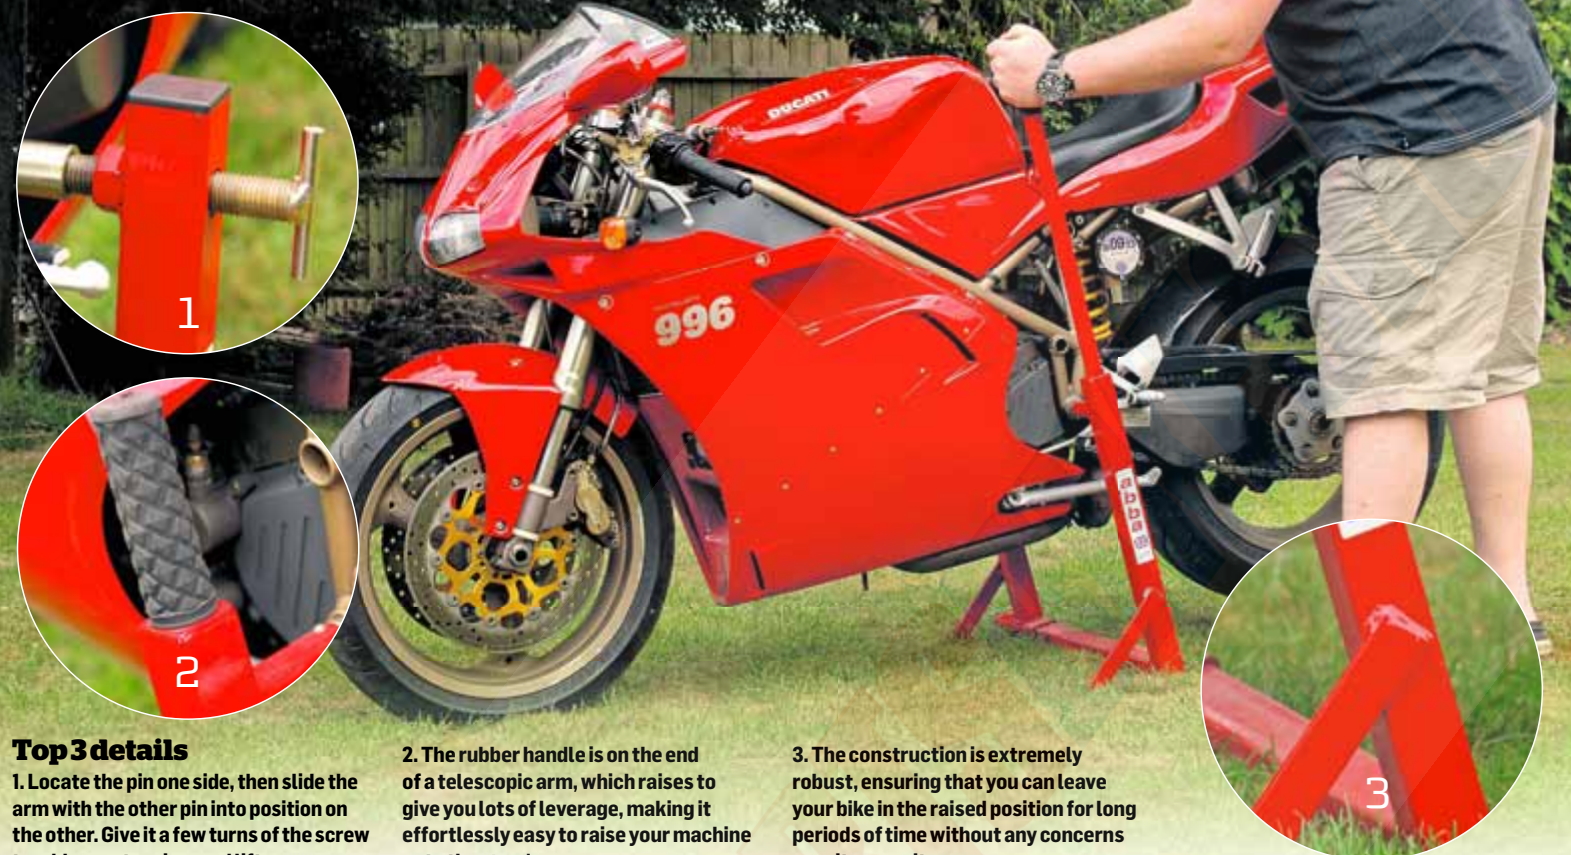 1
DUCATI
996
abba
2
3
Top 3 details
1. Locate the pin one side, then slide the
arm with the other pin into position on
the other. Give it a few turns of the screw
2. The rubber handle is on the end
of a telescopic arm, which raises to
give you lots of leverage, making it
effortlessly easy to raise your machine
3. The construction is extremely
robust, ensuring that you can leave
your bike in the raised position for long
periods of time without any concerns